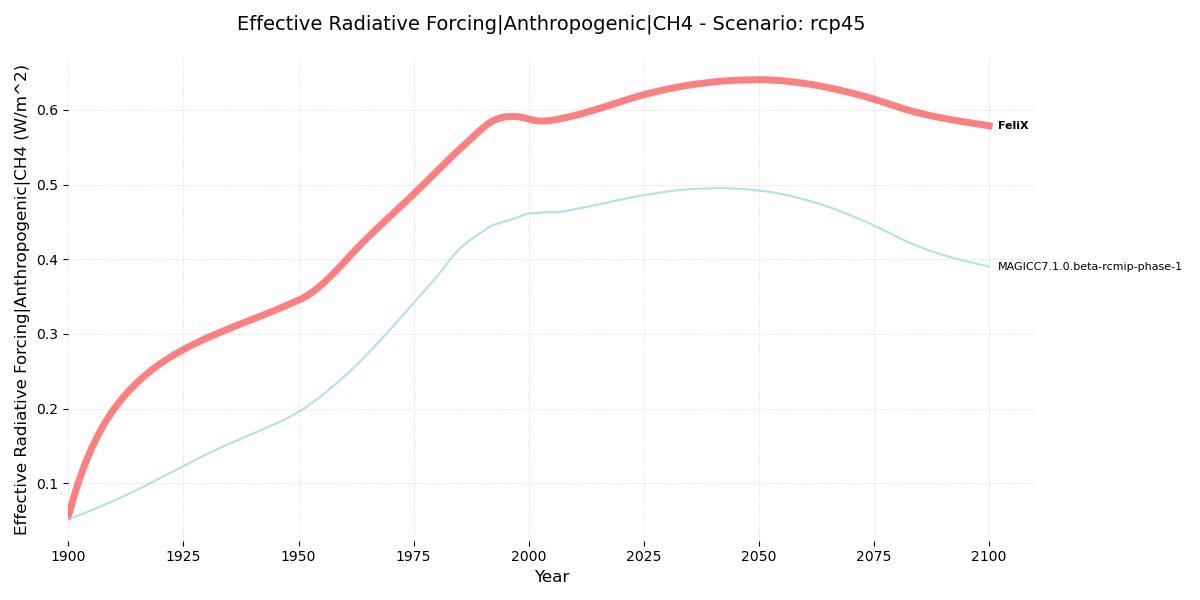 Effective Radiative Forcing|Anthropogenic|CH4 - Scenario: rcp45
Effective Radiative Forcing|Anthropogenic|CH4 (W/m^2)
0.6
0.5
0.4
0.3
0.2
0.1
FeliX
MAGICC7.1.0.beta-rcmip-phase-1
1900 1925 1950 1975 2000 2025 2050 2075 2100
Year